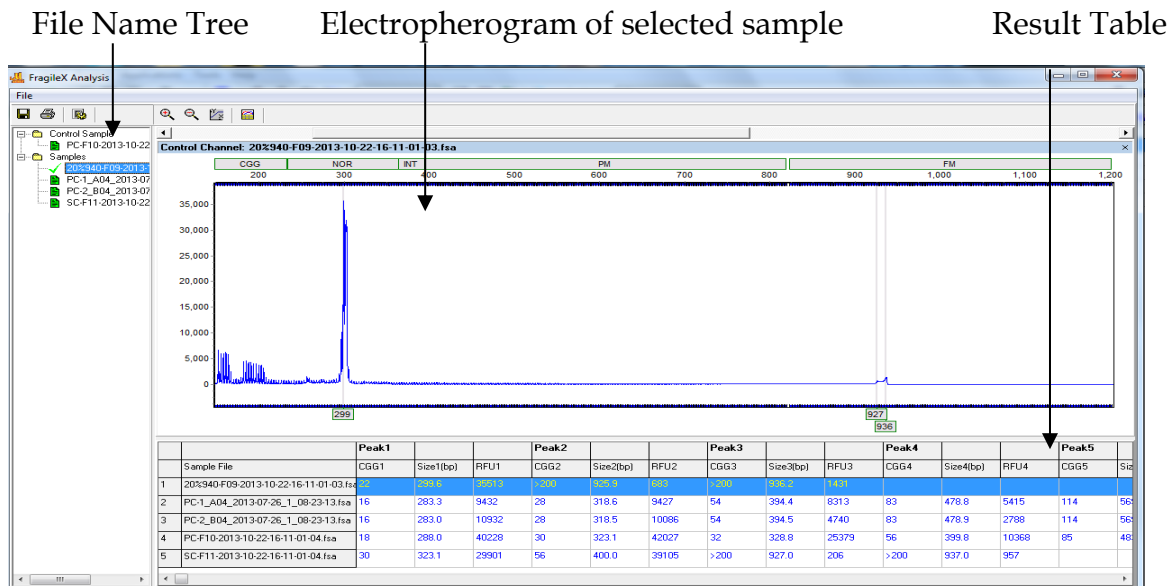 File Name Tree Electropherogram of selected sample Result Table
FragileX Analysis
File
Control Sample
PC-F10-2013-10-22
Samples
20%940-F09-2013-1
PC-1_A04_2013-07
PC-2_B04_2013-07
SC-F11-2013-10-22
Control Channel: 20%940-F09-2013-10-22-16-11-01-03.fsa
CGG NOR INT PM FM
200 300 400 500 600 700 800 900 1,000 1,100 1,200
35,000
30,000
25,000
20,000
15,000
10,000
5,000
0
299 927
936
Peak1 Peak2 Peak3 Peak4 Peak5
Sample File CGG1 Size1(bp) RFU1 CGG2 Size2(bp) RFU2 CGG3 Size3(bp) RFU3 CGG4 Size4(bp) RFU4 CGG5 Siz
1 20%940-F09-2013-10-22-16-11-01-03.fsa 22 299.6 35513 >200 925.9 683 >200 936.2 1431
2 PC-1_A04_2013-07-26_1_08-23-13.fsa 16 283.3 9432 28 318.6 9427 54 394.4 8313 83 478.8 5415 114
3 PC-2_B04_2013-07-26_1_08-23-13.fsa 16 283.0 10932 28 318.5 10086 54 394.5 4740 83 478.9 2788 114
4 PC-F10-2013-10-22-16-11-01-04.fsa 18 288.0 40228 30 323.1 42027 32 328.8 25379 56 399.8 10368 85
5 SC-F11-2013-10-22-16-11-01-04.fsa 30 323.1 29901 56 400.0 39105 >200 927.0 206 >200 937.0 957